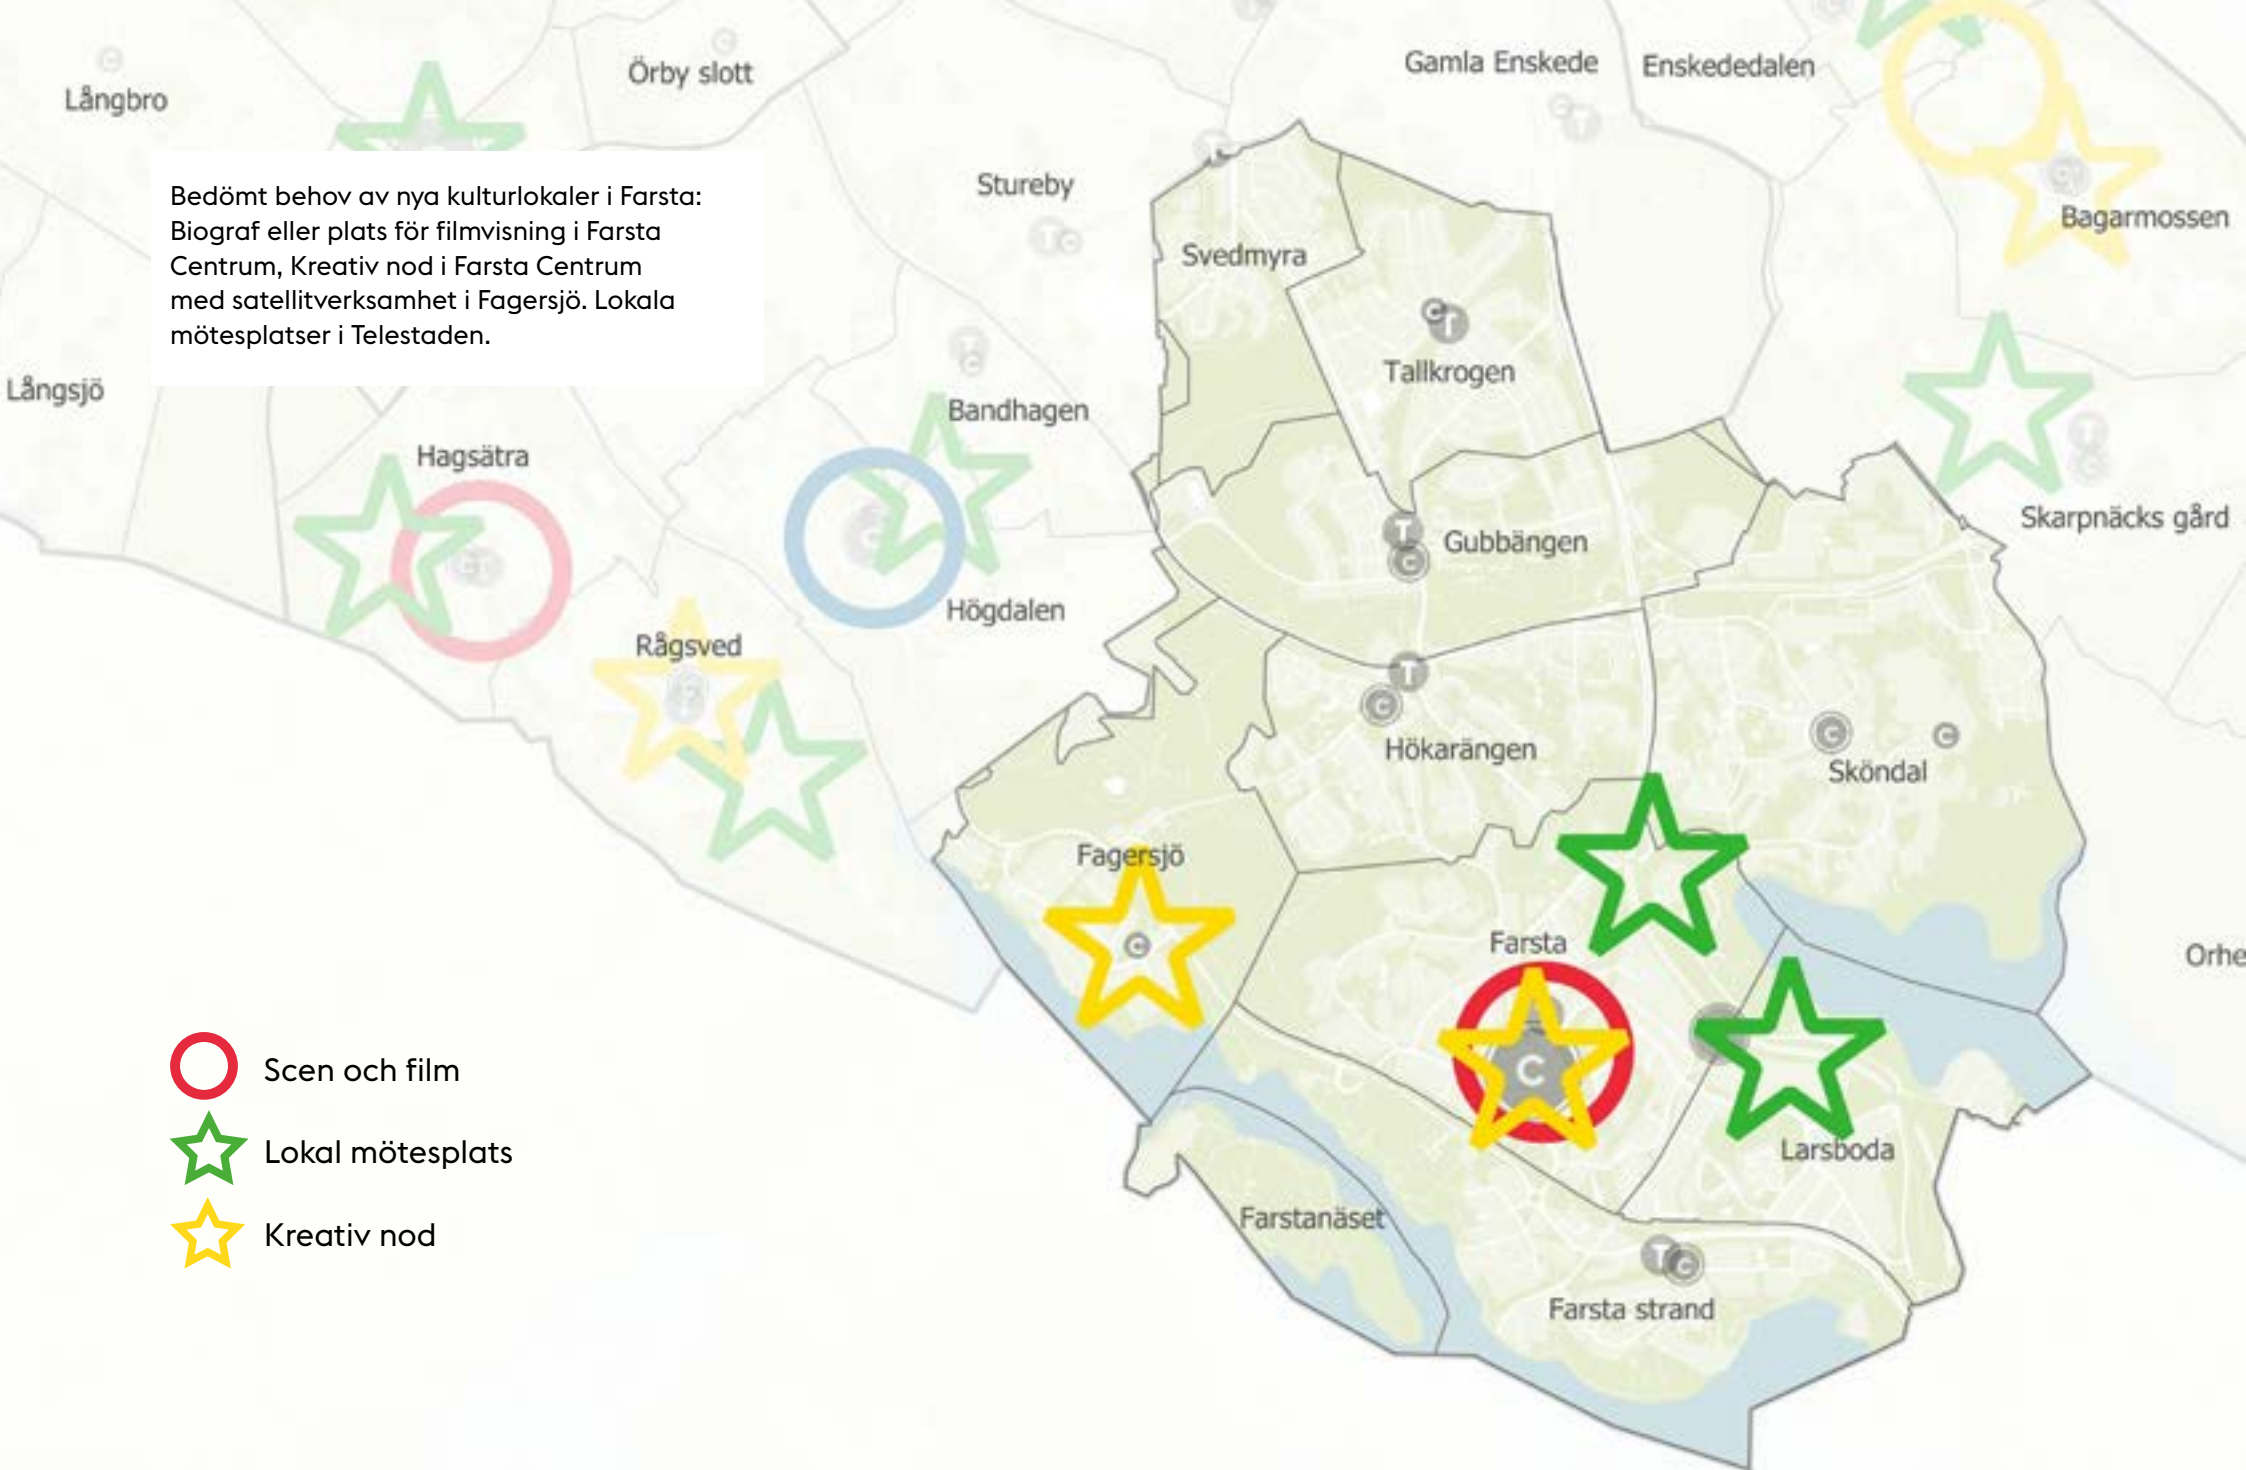 Långbro
Örby slott
Gamla Enskede
Enskededalen
Stureby
Bagarmossen
Bedömt behov av nya kulturlokaler i Farsta:
Biograf eller plats för filmvisning i Farsta
Centrum, Kreativ nod i Farsta Centrum
med satellitverksamhet i Fagersjö. Lokala
mötesplatser i Telestaden.
Svedmyra
Tallkrogen
Långsjö
Bandhagen
Hagsätra
Skarpnäcks gård
Gubbängen
Högdalen
Rågsved
Hökarängen
Sköndal
Fagersjö
Farsta
Orhe
C
Scen och film
Lokal mötesplats
Larsboda
Farstanäset
Kreativ nod
Farsta strand